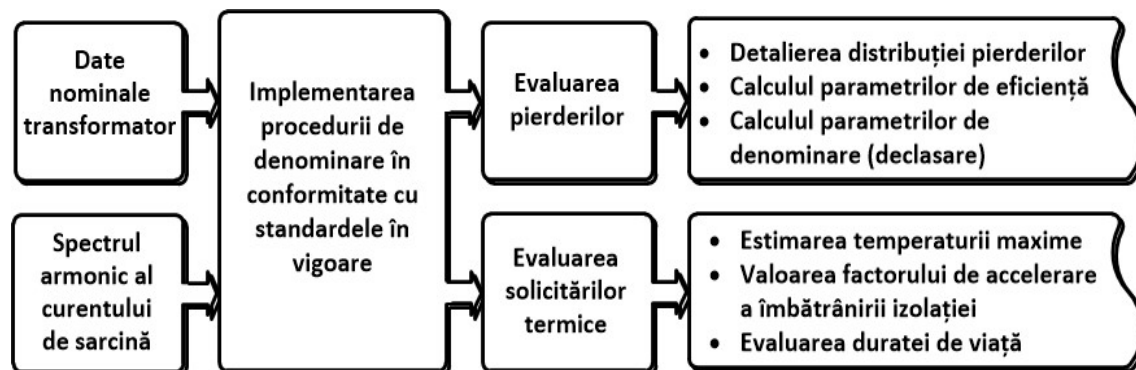 Date
nominale
transformator
Spectrul
armonic al
curentului
de sarcină
Implementarea
procedurii de
denominare în
conformitate cu
standardele în
vigoare
Evaluarea
pierderilor
Evaluarea
solicitărilor
termice
• Detalierea distribuției pierderilor
• Calculul parametrilor de eficiență
• Calculul parametrilor de
denominare (declasare)
• Estimarea temperaturii maxime
• Valoarea factorului de accelerare
a îmbătrânirii izolației
• Evaluarea duratei de viață